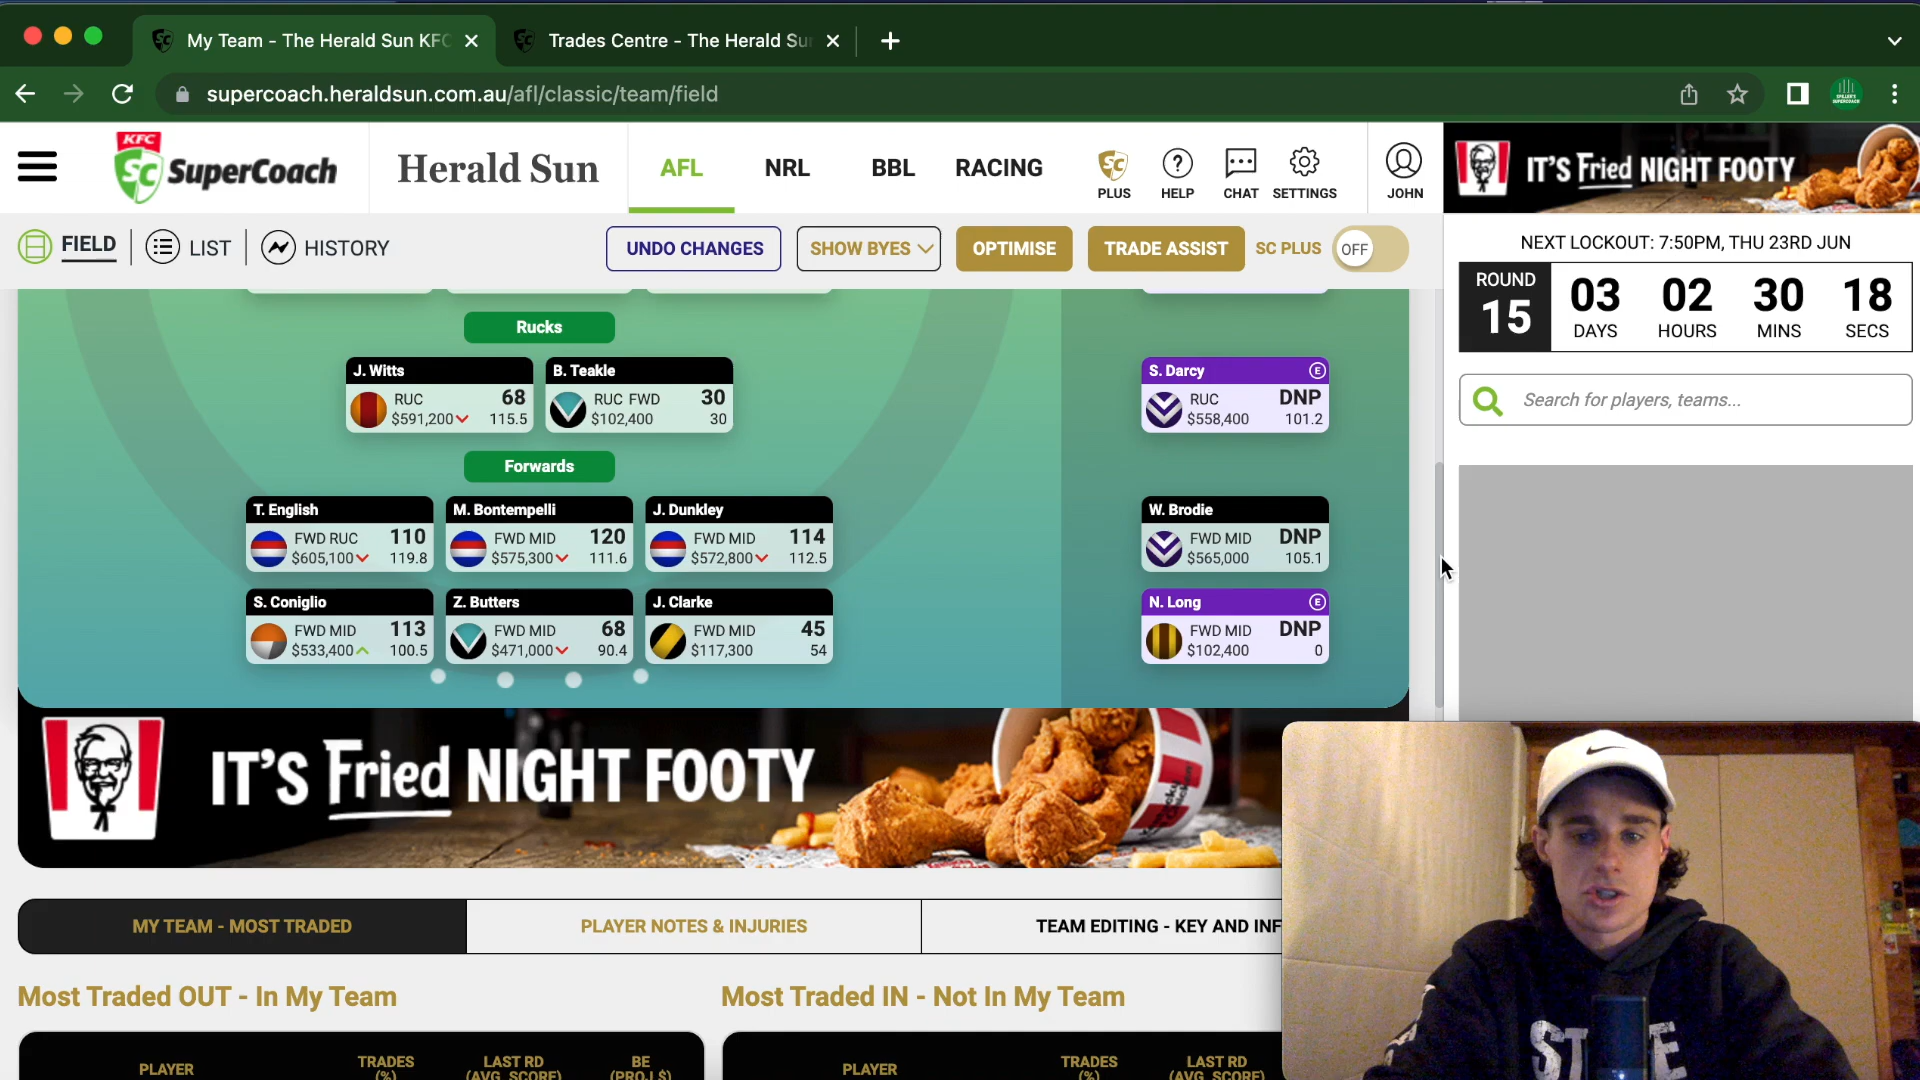 My Team - The Herald Sun KFC
Trades Centre - The Herald Sun
supercoach.heraldsun.com.au/afl/classic/team/field
KFC
SC SuperCoach
Herald Sun
AFL
NRL
BBL
RACING
SC
PLUS
HELP
CHAT
SETTINGS
JOHN
IT'S Fried NIGHT FOOTY
FIELD
LIST
HISTORY
UNDO CHANGES
SHOW BYES
OPTIMISE
TRADE ASSIST
SC PLUS
OFF
NEXT LOCKOUT: 7:50PM, THU 23RD JUN
ROUND
15
03
DAYS
02
HOURS
30
MINS
18
SECS
Search for players, teams...
Rucks
J. Witts
RUC
68
$591,200
115.5
B. Teakle
RUC FWD
30
$102,400
30
S. Darcy
E
RUC
DNP
$558,400
101.2
Forwards
T. English
FWD RUC
110
$605,100
119.8
M. Bontempelli
FWD MID
120
$575,300
111.6
J. Dunkley
FWD MID
114
$572,800
112.5
W. Brodie
FWD MID
DNP
$565,000
105.1
S. Coniglio
FWD MID
113
$533,400
100.5
Z. Butters
FWD MID
68
$471,000
90.4
J. Clarke
FWD MID
45
$117,300
54
N. Long
E
FWD MID
DNP
$102,400
0
IT'S Fried NIGHT FOOTY
MY TEAM - MOST TRADED
PLAYER NOTES & INJURIES
TEAM EDITING - KEY AND INF
Most Traded OUT - In My Team
Most Traded IN - Not In My Team
PLAYER
TRADES
(%)
LAST RD
(AVG. SCORE)
BE
(PROJ.$)
PLAYER
TRADES
(%)
LAST RD
(AVG. SCORE)